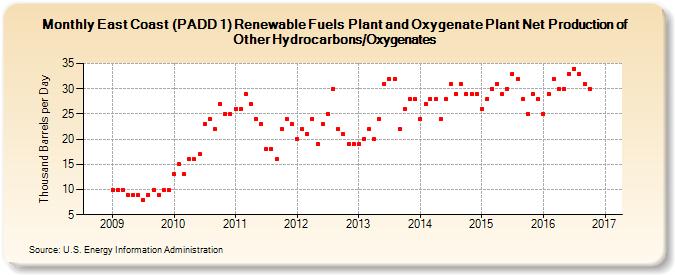 Monthly East Coast (PADD 1) Renewable Fuels Plant and Oxygenate Plant Net Production of
Other Hydrocarbons/Oxygenates
Thousand Barrels per Day
35
30
25
20
15
10
5
2009 2010 2011 2012 2013 2014 2015 2016 2017
Source: U.S. Energy Information Administration